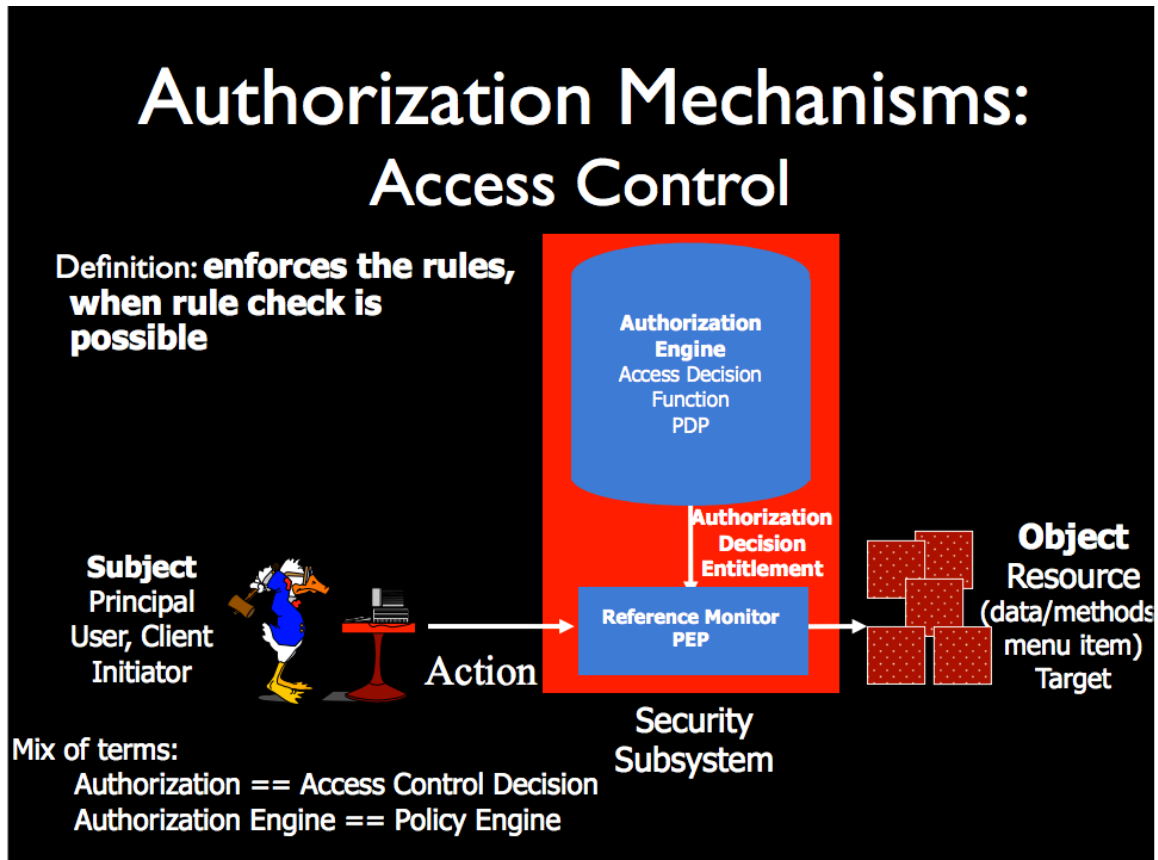 Authorization Mechanisms:
Access Control
Definition: enforces the rules,
when rule check is
possible
Authorization
Engine
Access Decision
Function
PDP
Authorization
Decision
Entitlement
Reference Monitor
PEP
Subject
Principal
User, Client
Initiator
Action
Object
Resource
(data/methods
menu item)
Target
Security
Subsystem
Mix of terms:
Authorization == Access Control Decision
Authorization Engine == Policy Engine